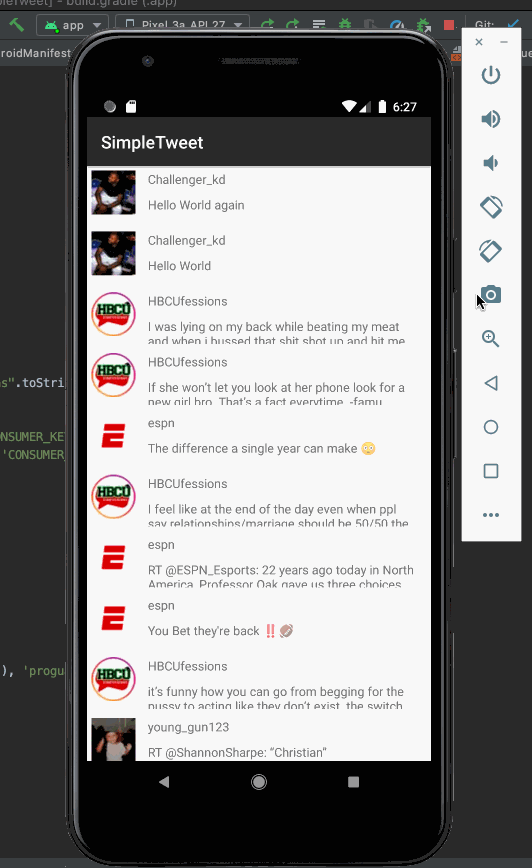 SimpleTweet] - build.gradle (:app)
app
Pixel 3a API 27
Git:
roidManifest
6:27
SimpleTweet
Challenger_kd
Hello World again
Challenger_kd
Hello World
HBCUfessions
I was lying on my back while beating my meat
and when i bussed that shit shot up and hit me
HBCUfessions
If she won’t let you look at her phone look for a
new girl bro. That’s a fact everytime. -famu
espn
The difference a single year can make 😳
HBCUfessions
I feel like at the end of the day even when ppl
say relationships/marriage should be 50/50 the
as".toStri
espn
RT @ESPN_Esports: 22 years ago today in North
America, Professor Oak gave us three choices
ONSUMER_KE
'CONSUMER_
espn
You Bet they're back ‼️🏈
HBCUfessions
it’s funny how you can go from begging for the
pussy to acting like they don’t exist. the switch
), 'progu
young_gun123
RT @ShannonSharpe: “Christian”